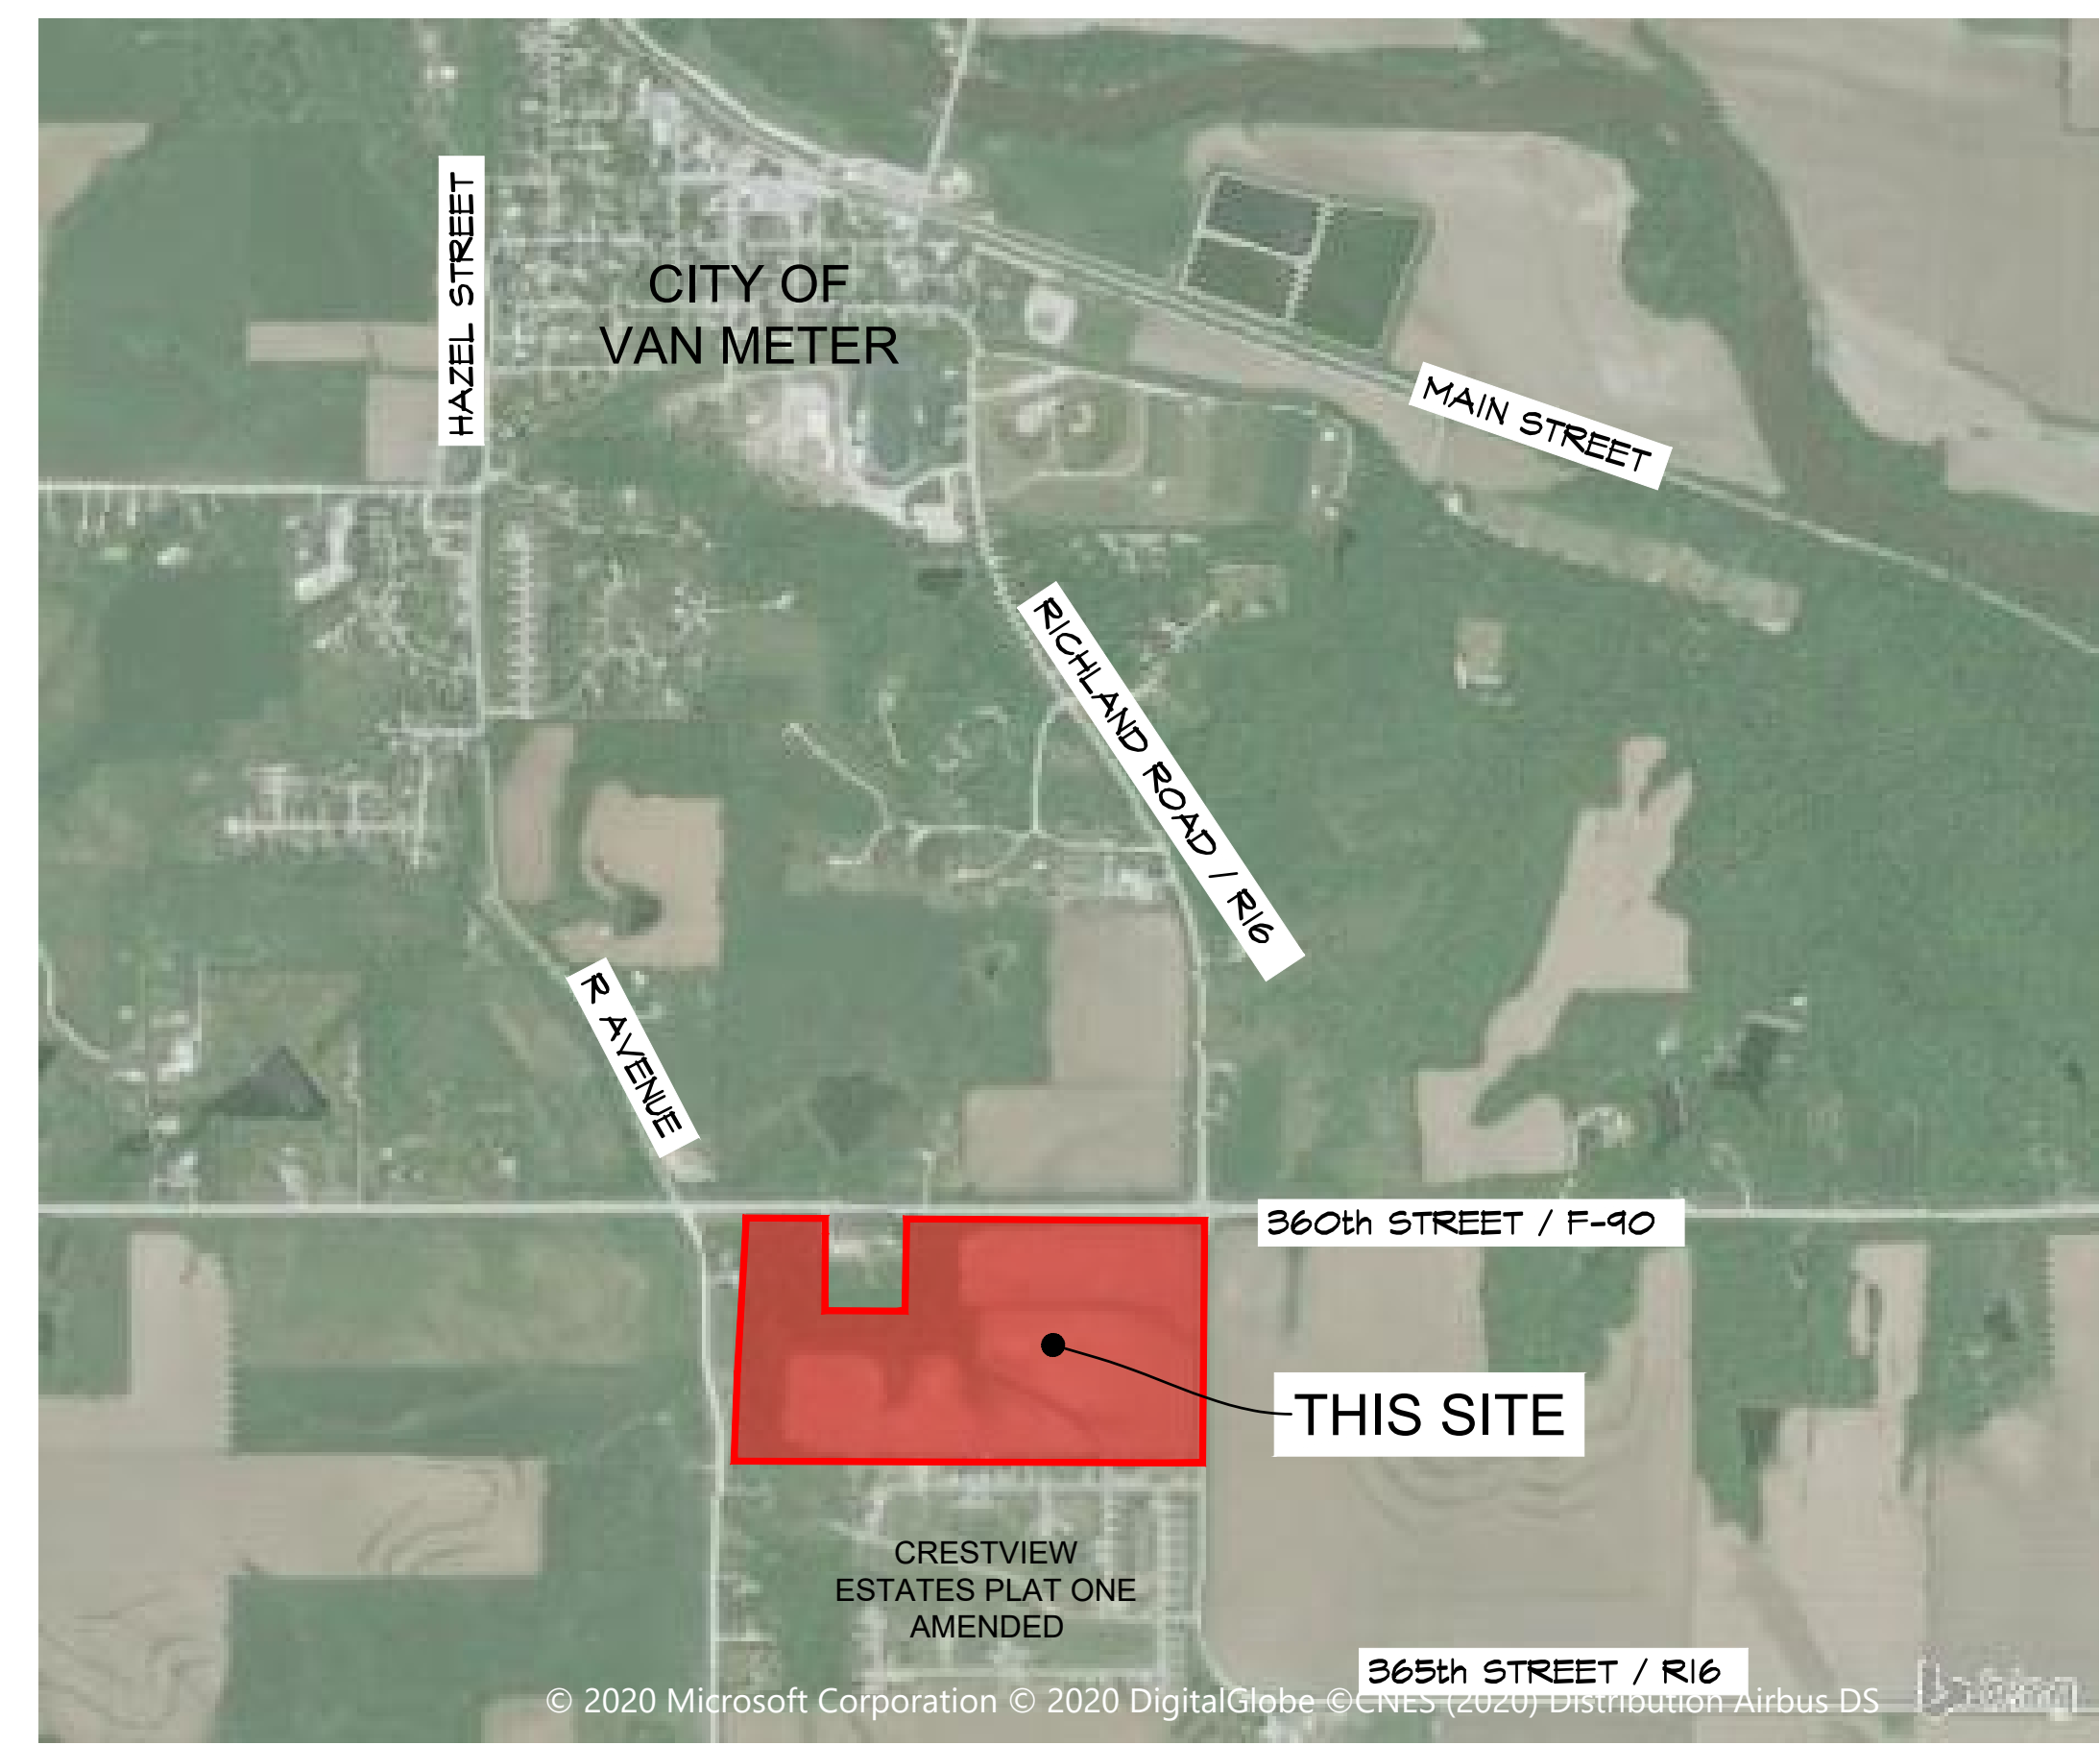 HAZEL STREET
CITY OF
VAN METER
MAIN STREET
RICHLAND ROAD / R16
R AVENUE
360th STREET / F-90
THIS SITE
CRESTVIEW
ESTATES PLAT ONE
AMENDED
365th STREET / R16
© 2020 Microsoft Corporation © 2020 DigitalGlobe ©CNES (2020) Distribution Airbus DS